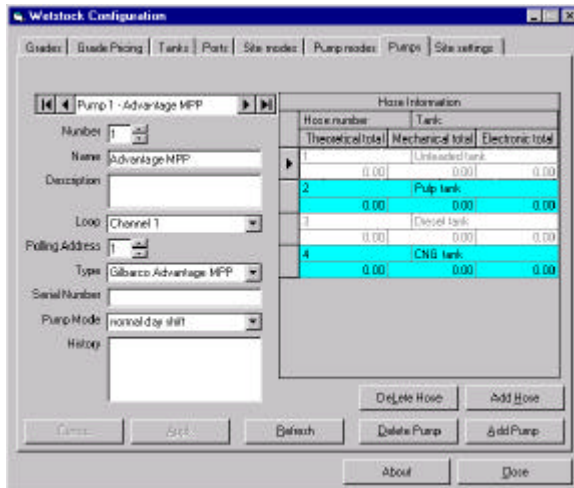 Wetstock Configuration
Grades Grade Pricing Tanks Ports Site modes Pump modes Pumps Site settings
Pump 1 - Advantage MPP
Number 1
Name Advantage MPP
Description
Loop Channel 1
Polling Address 1
Type Gilbarco Advantage MPP
Serial Number
Pump Mode normal day shift
History
Hose Information
Hose number Tank
Theoretical total Mechanical total Electronic total
1 Unleaded tank
0.00 0.00 0.00
2 Pulp tank
0.00 0.00 0.00
3 Diesel tank
0.00 0.00 0.00
4 CNG tank
0.00 0.00 0.00
DeLete Hose Add Hose
Cancel Refresh Delete Pump Add Pump
About Close